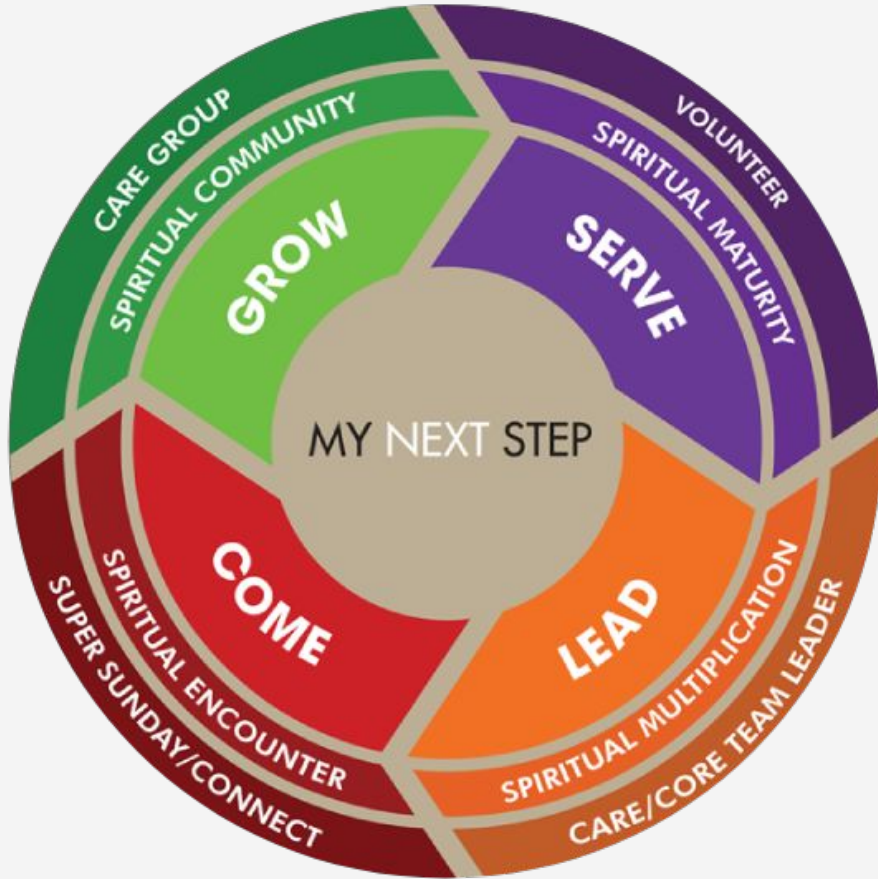 MY NEXT STEP
COME
SPIRITUAL ENCOUNTER
SUPER SUNDAY/CONNECT
GROW
SPIRITUAL COMMUNITY
CARE GROUP
SERVE
SPIRITUAL MATURITY
VOLUNTEER
LEAD
SPIRITUAL MULTIPLICATION
CARE/CORE TEAM LEADER